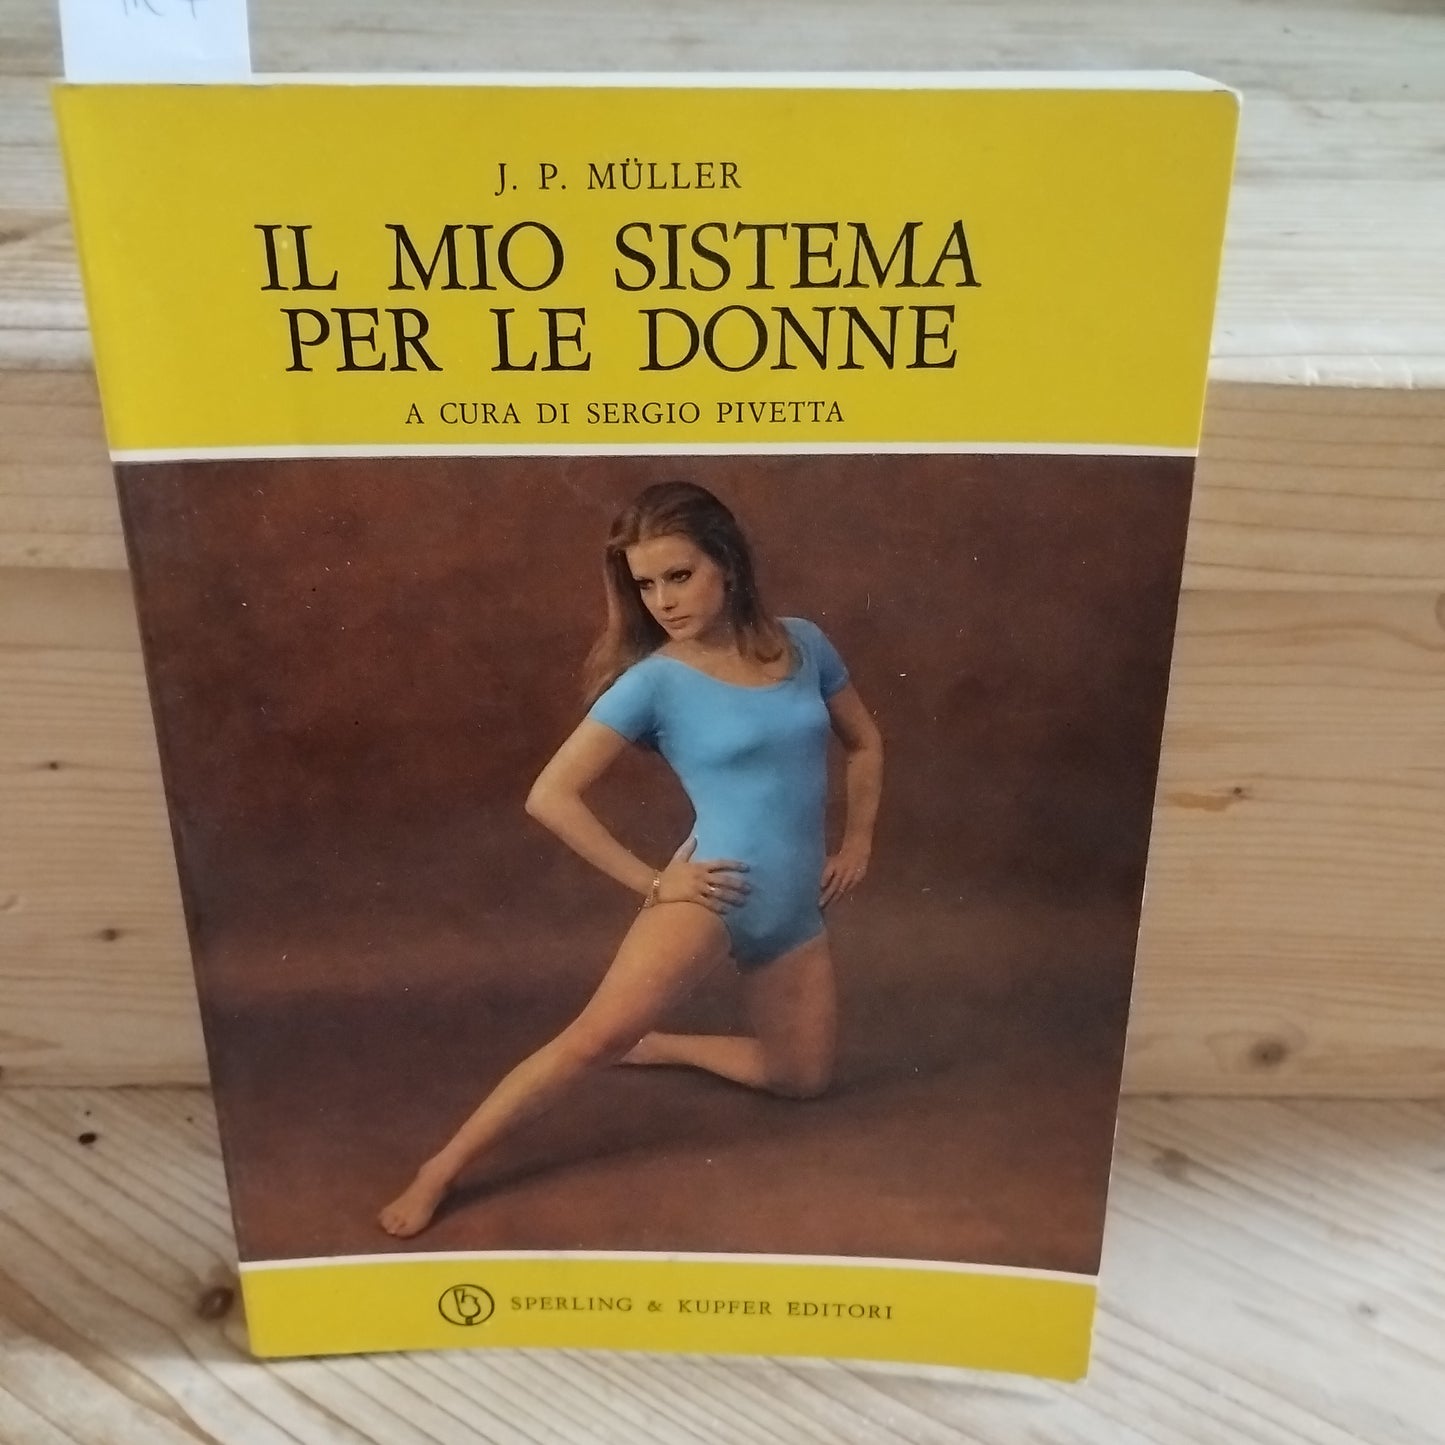 J. P. MÜLLER
IL MIO SISTEMA
PER LE DONNE
A CURA DI SERGIO PIVETTA
SPERLING & KUPFER EDITORI